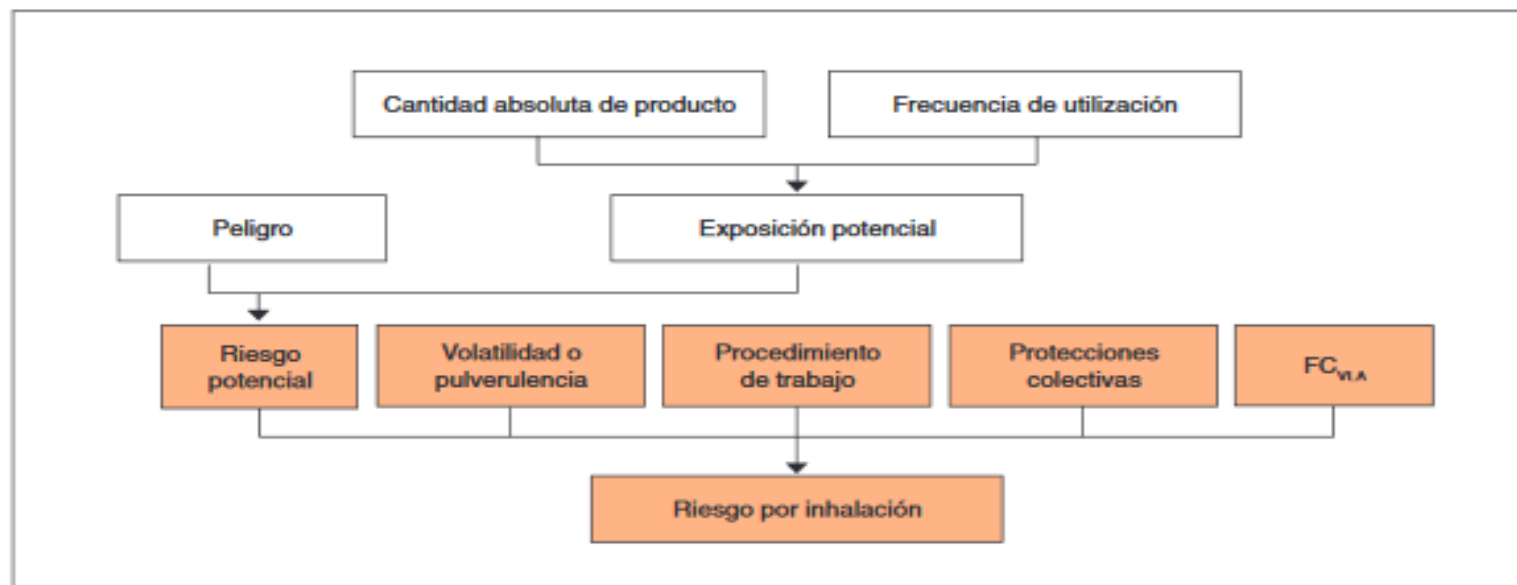 Cantidad absoluta de producto
Frecuencia de utilización
Peligro
Exposición potencial
Riesgo
potencial
Volatilidad o
pulverulencia
Procedimiento
de trabajo
Protecciones
colectivas
FC_VLA
Riesgo por inhalación